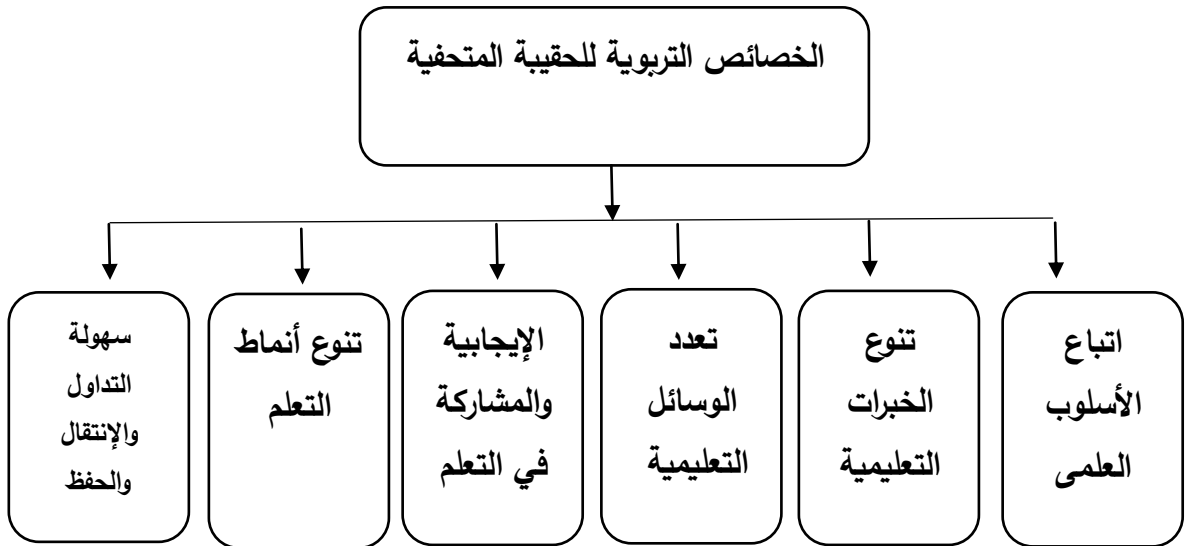 الخصائص التربوية للحقيبة المتحفية
اتباع
الأسلوب
العلمى
تنوع
الخبرات
التعليمية
تعدد
الوسائل
التعليمية
الإيجابية
والمشاركة
في التعلم
تنوع أنماط
التعلم
سهولة
التداول
والإنتقال
والحفظ